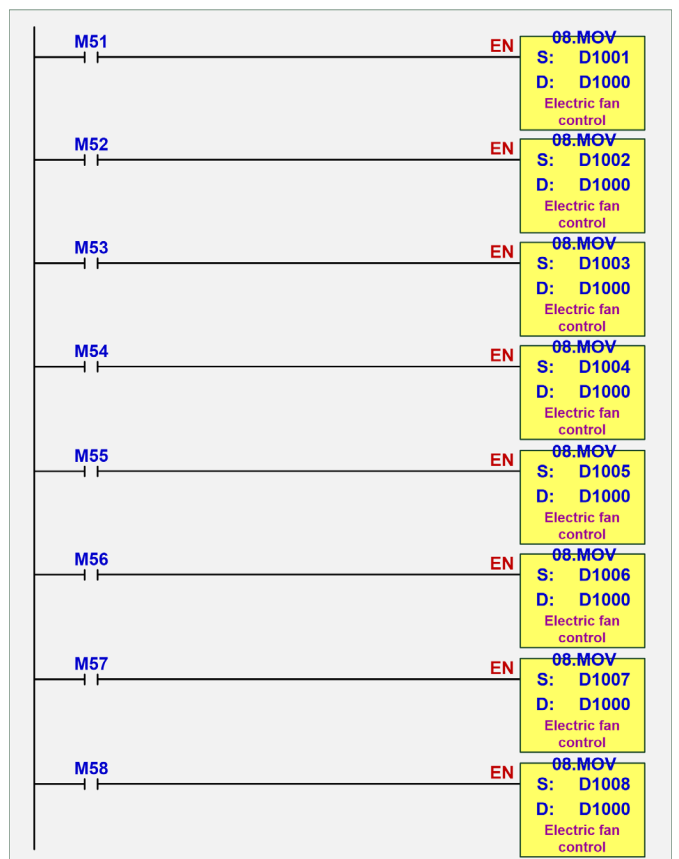 M51
EN
08.MOV
S: D1001
D: D1000
Electric fan
control
M52
EN
08.MOV
S: D1002
D: D1000
Electric fan
control
M53
EN
08.MOV
S: D1003
D: D1000
Electric fan
control
M54
EN
08.MOV
S: D1004
D: D1000
Electric fan
control
M55
EN
08.MOV
S: D1005
D: D1000
Electric fan
control
M56
EN
08.MOV
S: D1006
D: D1000
Electric fan
control
M57
EN
08.MOV
S: D1007
D: D1000
Electric fan
control
M58
EN
08.MOV
S: D1008
D: D1000
Electric fan
control